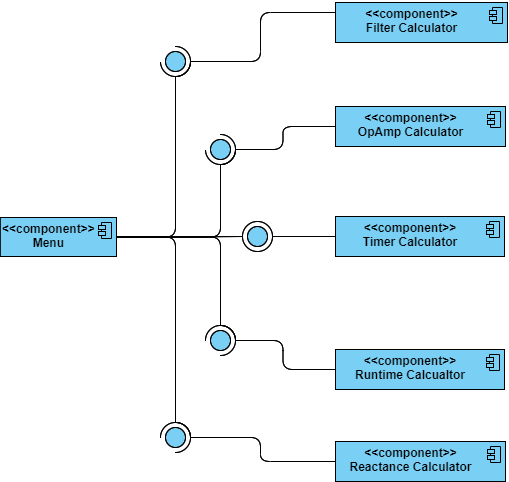 <<component>>
Filter Calculator
<<component>>
OpAmp Calculator
<<component>>
Menu
<<component>>
Timer Calculator
<<component>>
Runtime Calcualtor
<<component>>
Reactance Calculator